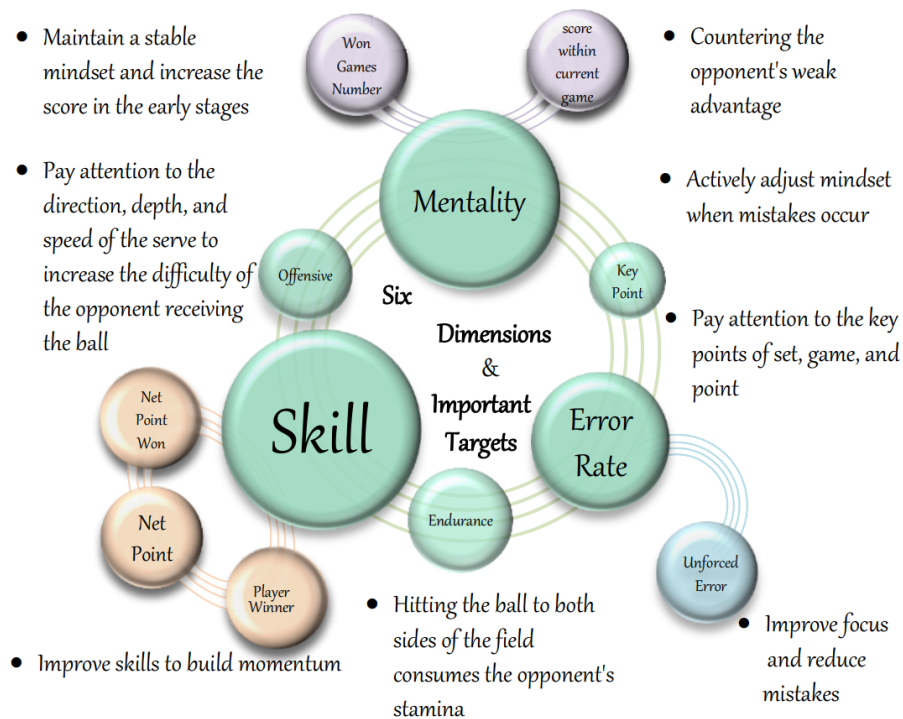 • Maintain a stable
mindset and increase the
score in the early stages
Won
Games
Number
score
within
current
game
• Countering the
opponent's weak
advantage
• Pay attention to the
direction, depth, and
speed of the serve to
increase the difficulty of
the opponent receiving
the ball
Mentality
• Actively adjust mindset
when mistakes occur
Offensive
Key
Point
Six
Dimensions
&
Important
Targets
• Pay attention to the key
points of set, game, and
point
Net
Point
Won
Skill
Error
Rate
Net
Point
Endurance
Unforced
Error
Player
Winner
• Hitting the ball to both
sides of the field
consumes the opponent's
stamina
• Improve focus
and reduce
mistakes
• Improve skills to build momentum